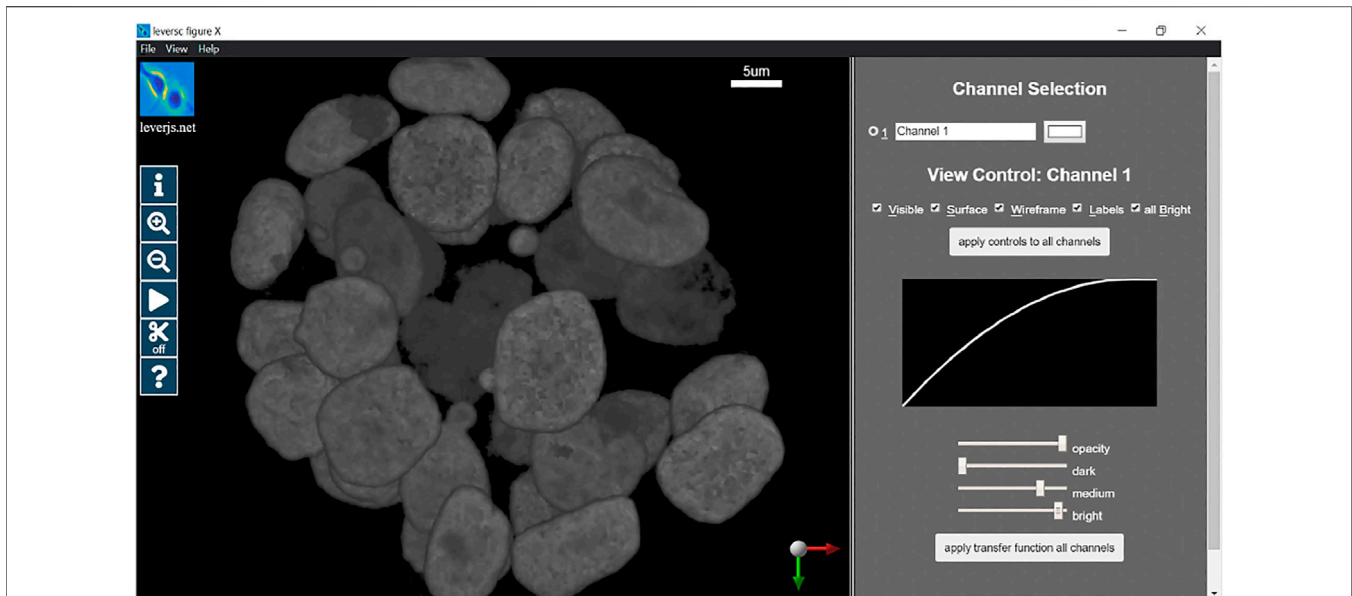 leversc figure X
File View Help
leverjs.net
off
5um
Channel Selection
1 Channel 1
View Control: Channel 1
Visible Surface Wireframe Labels all Bright
apply controls to all channels
opacity
dark
medium
bright
apply transfer function all channels